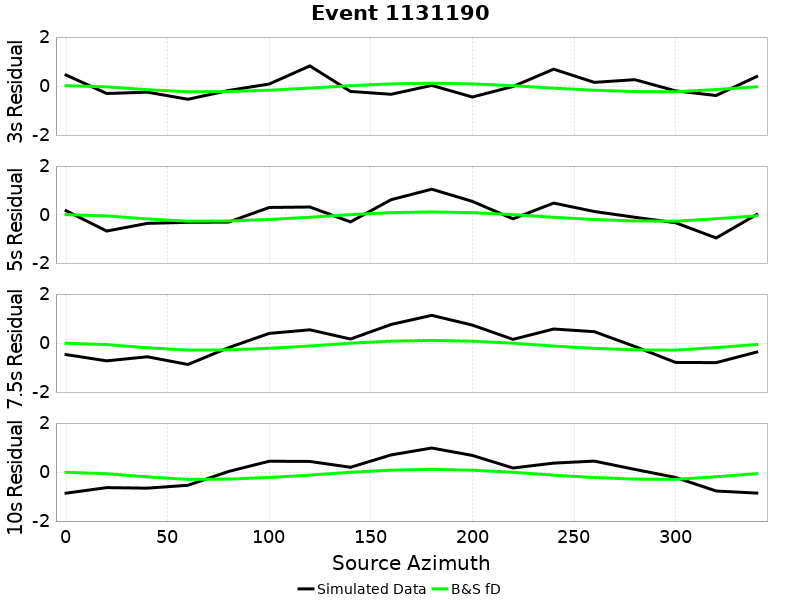 Event 1131190
3s Residual
2
0
-2
5s Residual
2
0
-2
7.5s Residual
2
0
-2
10s Residual
2
0
-2
0 50 100 150 200 250 300
Source Azimuth
Simulated Data B&S fD